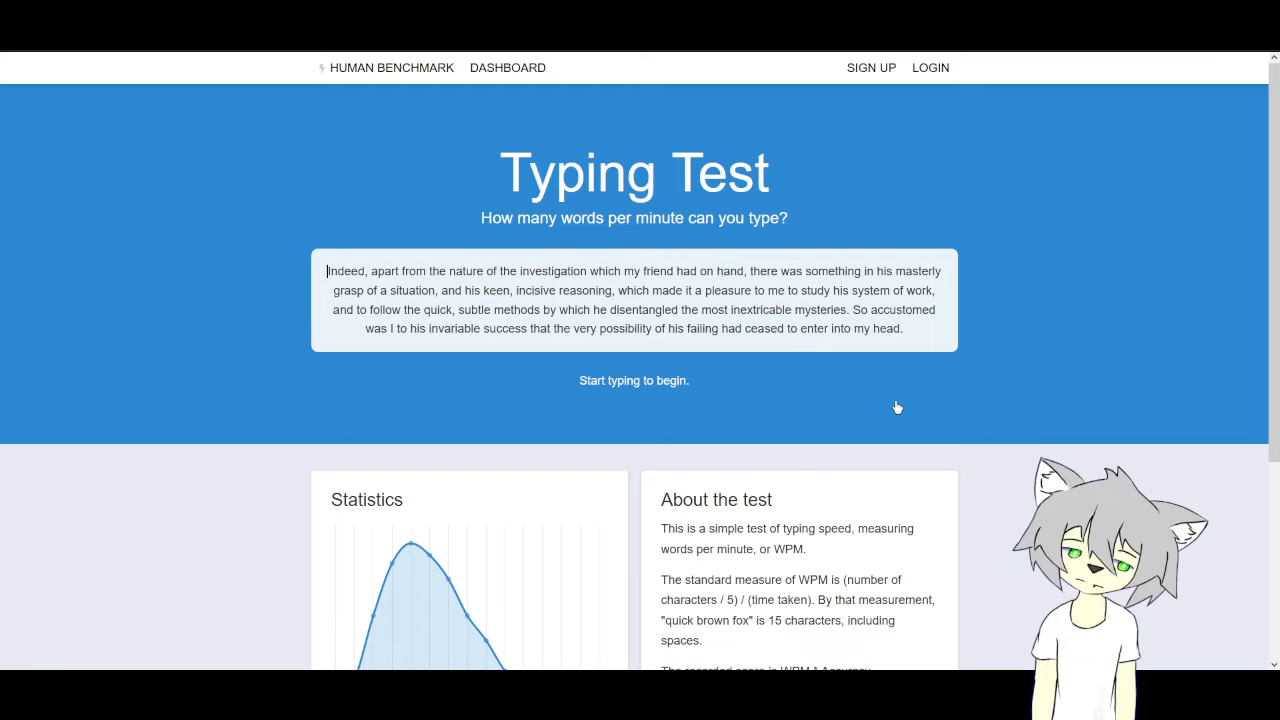 HUMAN BENCHMARK DASHBOARD SIGN UP LOGIN
Typing Test
How many words per minute can you type?
Indeed, apart from the nature of the investigation which my friend had on hand, there was something in his masterly
grasp of a situation, and his keen, incisive reasoning, which made it a pleasure to me to study his system of work,
and to follow the quick, subtle methods by which he disentangled the most inextricable mysteries. So accustomed
was I to his invariable success that the very possibility of his failing had ceased to enter into my head.
Start typing to begin.
Statistics
About the test
This is a simple test of typing speed, measuring
words per minute, or WPM.
The standard measure of WPM is (number of
characters / 5) / (time taken). By that measurement,
"quick brown fox" is 15 characters, including
spaces.
The recorded score is WPM * Accuracy